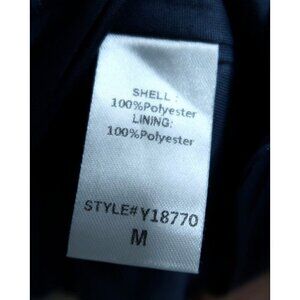 SHELL :
100%Polyester
LINING:
100%Polyester
STYLE#Y18770
M